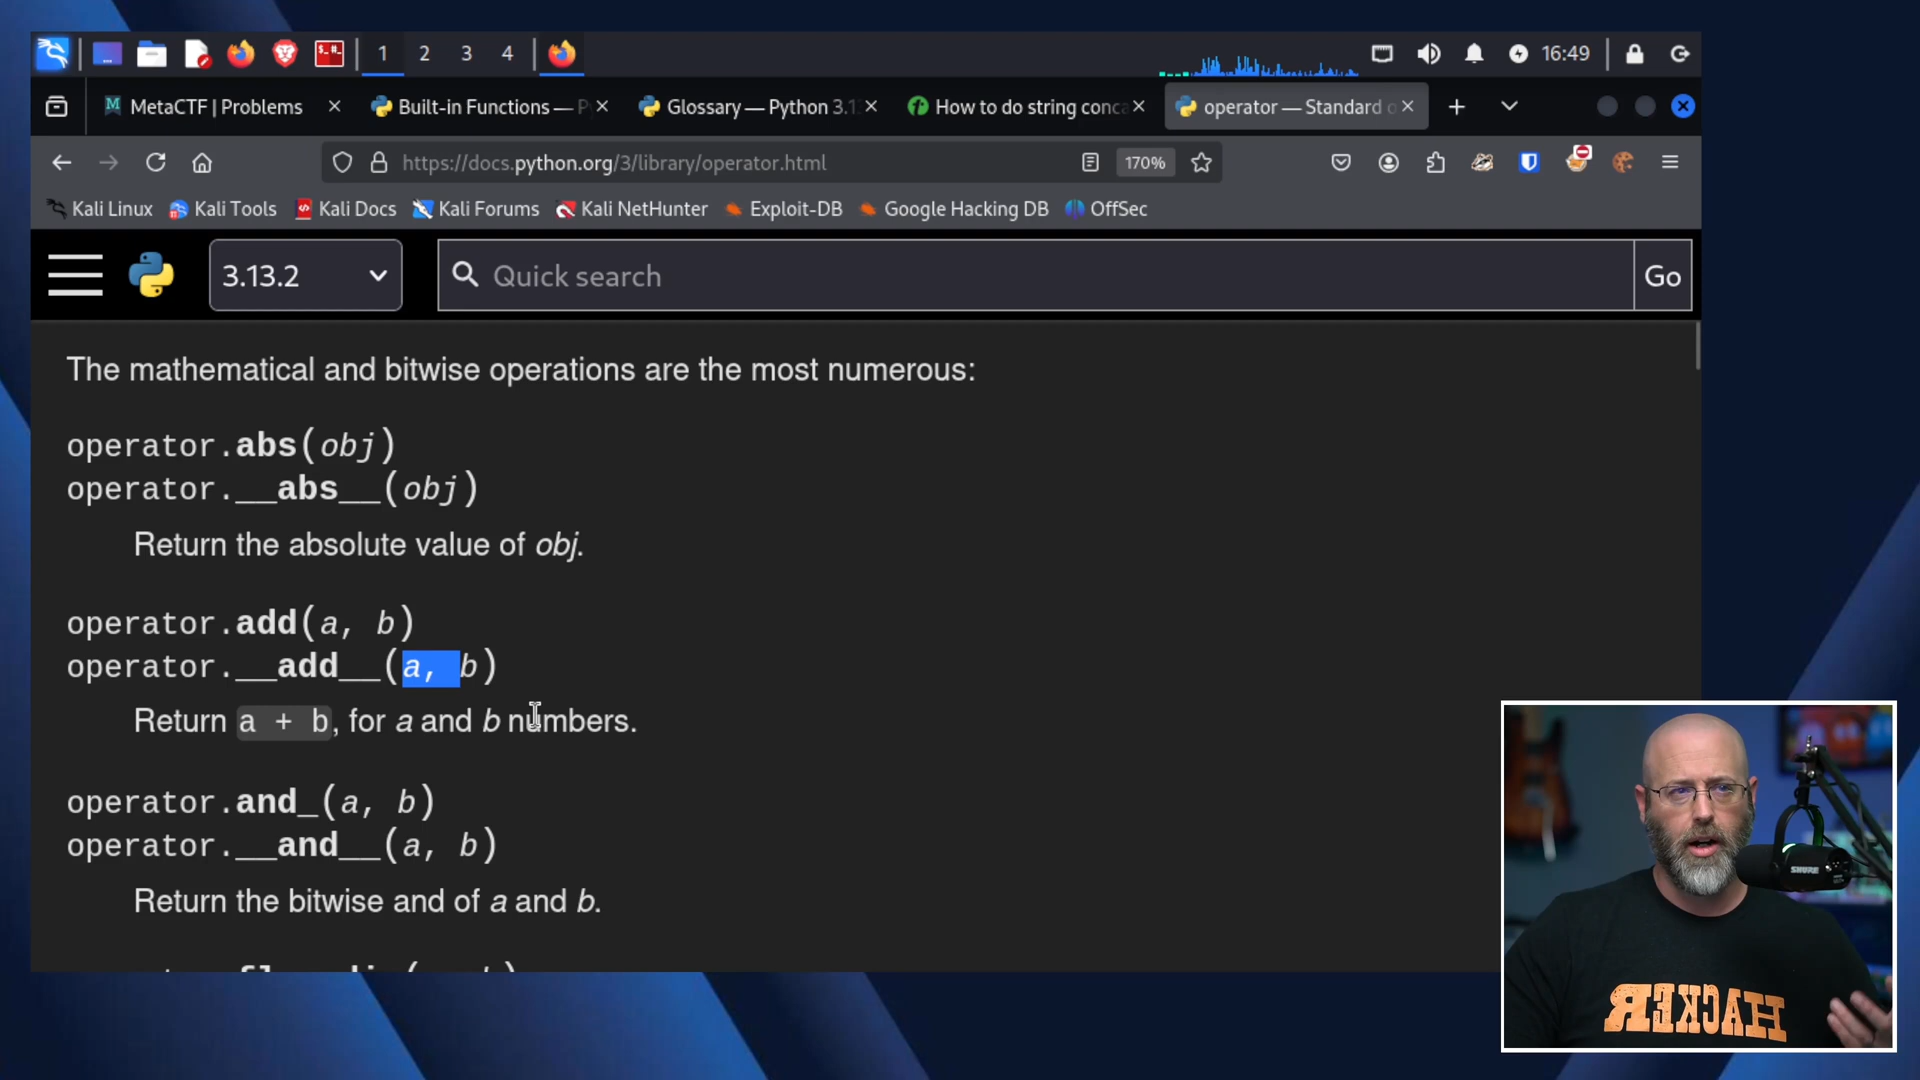 1 2 3 4 16:49
MetaCTF | Problems Built-in Functions — P Glossary — Python 3.1 How to do string conca operator — Standard o
https://docs.python.org/3/library/operator.html 170%
Kali Linux Kali Tools Kali Docs Kali Forums Kali NetHunter Exploit-DB Google Hacking DB OffSec
3.13.2 Quick search Go
The mathematical and bitwise operations are the most numerous:
operator.abs(obj)
operator.__abs__(obj)
Return the absolute value of obj.
operator.add(a, b)
operator.__add__(a, b)
Return a + b, for a and b numbers.
operator.and_(a, b)
operator.__and__(a, b)
Return the bitwise and of a and b.
SHURE
HACKER